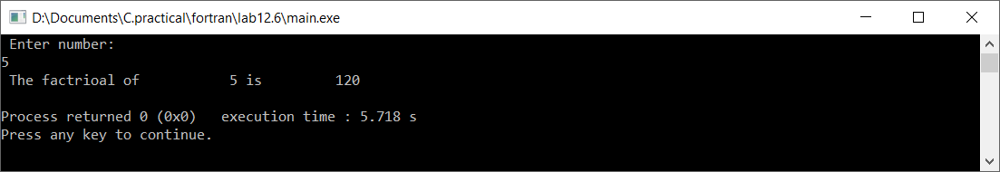 D:\Documents\C.practical\fortran\lab12.6\main.exe
Enter number:
5
The factrioal of           5 is         120
Process returned 0 (0x0)   execution time : 5.718 s
Press any key to continue.